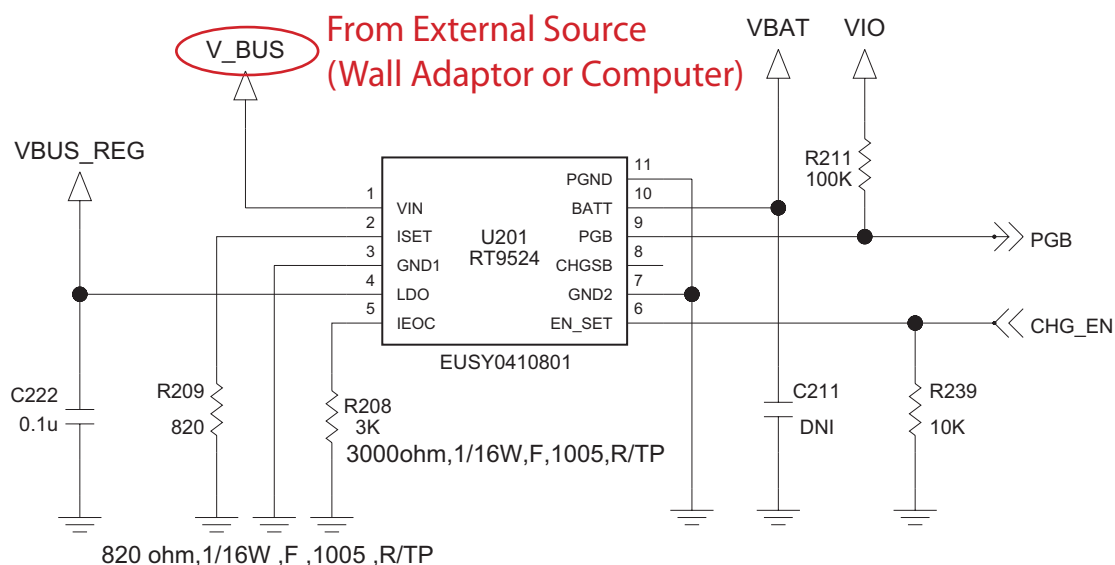 From External Source
(Wall Adaptor or Computer)
V_BUS
VBAT
VIO
VBUS_REG
R211
100K
11
PGND
10
BATT
1
VIN
9
PGB
PGB
2
ISET
U201
RT9524
8
CHGSB
3
GND1
7
GND2
4
LDO
6
EN_SET
5
IEOC
CHG_EN
EUSY0410801
C222
0.1u
R209
820
R208
3K
3000ohm,1/16W,F,1005,R/TP
C211
DNI
R239
10K
820 ohm,1/16W ,F ,1005 ,R/TP